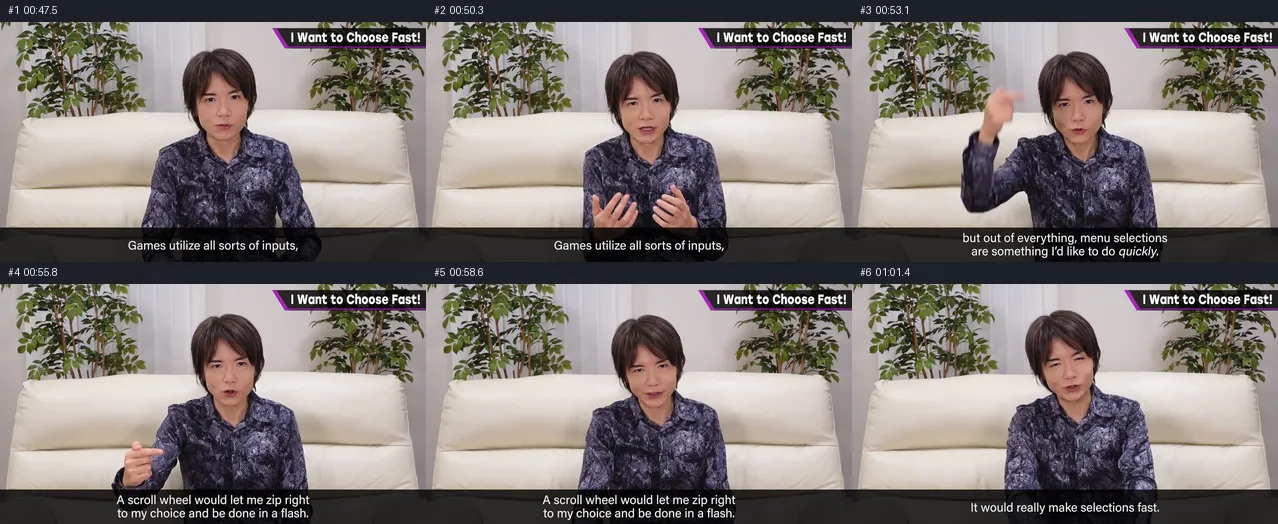 #1 00:47.5
I Want to Choose Fast!
Games utilize all sorts of inputs,
#2 00:50.3
I Want to Choose Fast!
Games utilize all sorts of inputs,
#3 00:53.1
I Want to Choose Fast!
but out of everything, menu selections
are something I'd like to do quickly.
#4 00:55.8
I Want to Choose Fast!
A scroll wheel would let me zip right
to my choice and be done in a flash.
#5 00:58.6
I Want to Choose Fast!
A scroll wheel would let me zip right
to my choice and be done in a flash.
#6 01:01.4
I Want to Choose Fast!
It would really make selections fast.